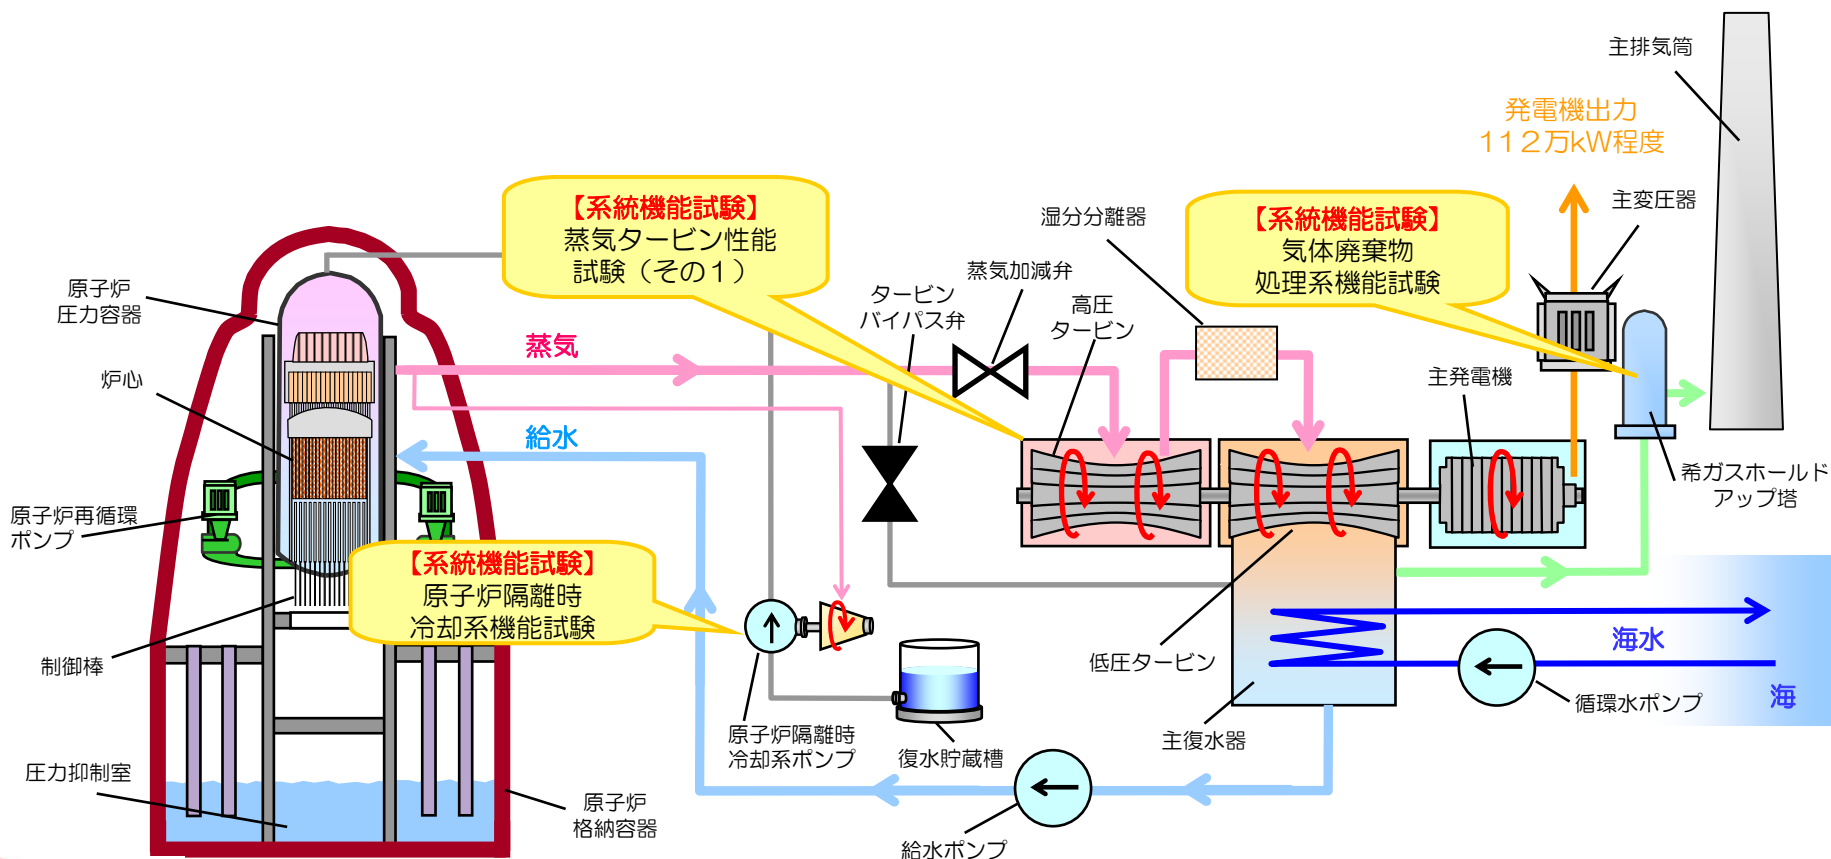 主排気筒
発電機出力
112万kW程度
主変圧器
【系統機能試験】
蒸気タービン性能
試験（その1）
湿分分離器
【系統機能試験】
気体廃棄物
処理系機能試験
蒸気加減弁
タービン
バイパス弁
高圧
タービン
原子炉
圧力容器
蒸気
炉心
主発電機
給水
希ガスホールド
アップ塔
原子炉再循環
ポンプ
【系統機能試験】
原子炉隔離時
冷却系機能試験
制御棒
低圧タービン
海水
海
循環水ポンプ
主復水器
原子炉隔離時
冷却系ポンプ
復水貯蔵槽
圧力抑制室
原子炉
格納容器
給水ポンプ